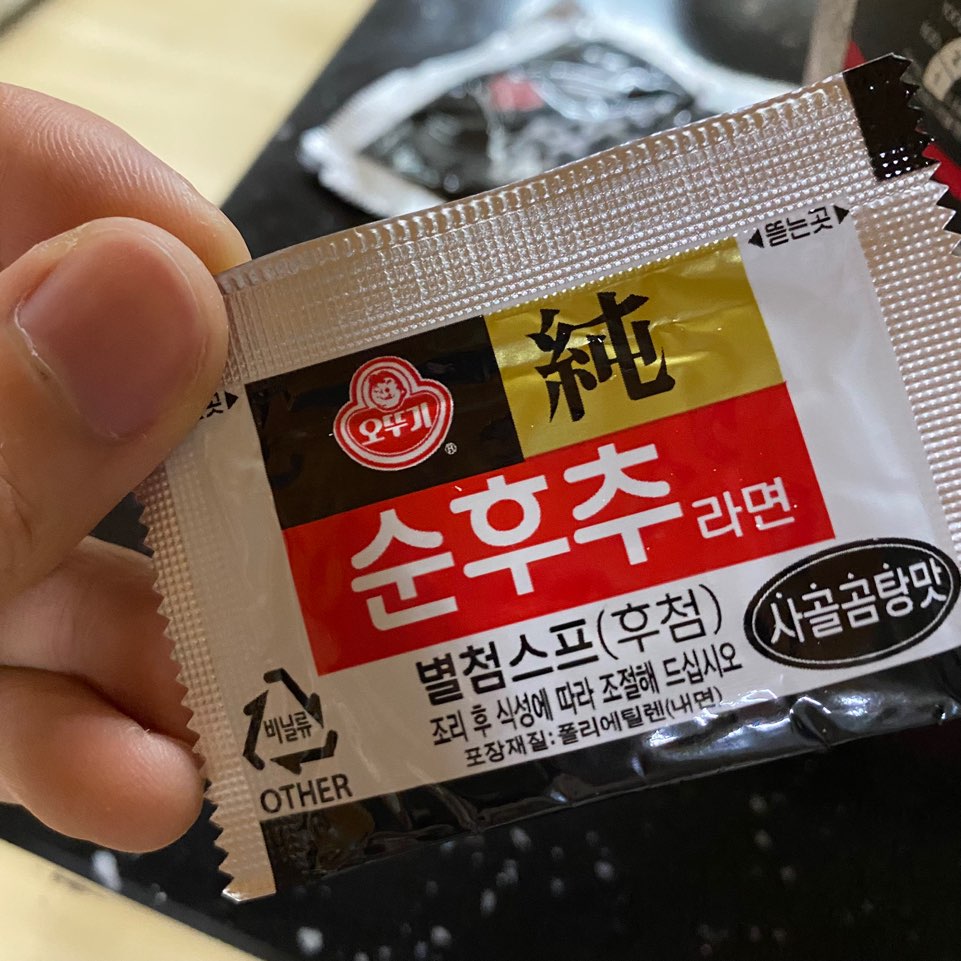 ◀뜯는곳▶
純
오뚜기
®
순후추 라면
사골곰탕맛
별첨스프(후첨)
조리 후 식성에 따라 조절해 드십시오
포장재질:폴리에틸렌(내면)
비닐류
OTHER